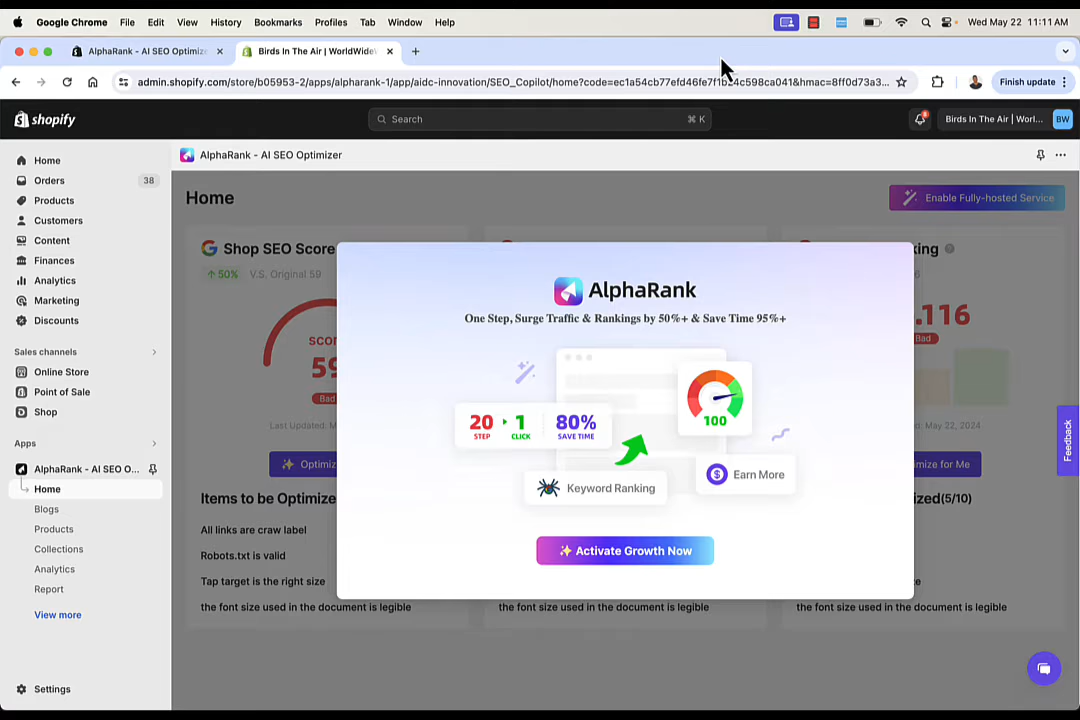 Google Chrome File Edit View History Bookmarks Profiles Tab Window Help Wed May 22 11:11 AM
AlphaRank - AI SEO Optimize
Birds In The Air | WorldWide
admin.shopify.com/store/b05953-2/apps/alpharank-1/app/aidc-innovation/SEO_Copilot/home?code=ec1a54cb77efd46fe7f1b24c598ca041&hmac=8ff0d73a3...
Finish update
shopify
Search
⌘ K
Birds In The Air | Worl...
BW
Home
Orders 38
Products
Customers
Content
Finances
Analytics
Marketing
Discounts
Sales channels
Online Store
Point of Sale
Shop
Apps
AlphaRank - AI SEO O...
Home
Blogs
Products
Collections
Analytics
Report
View more
Settings
AlphaRank - AI SEO Optimizer
Home
Enable Fully-hosted Service
Shop SEO Score
50% V.S. Original 59
59
Bad
Optimiz
Items to be Optimize
All links are craw label
Robots.txt is valid
Tap target is the right size
the font size used in the document is legible
AlphaRank
One Step, Surge Traffic & Rankings by 50%+ & Save Time 95%+
20 STEP
1 CLICK
80% SAVE TIME
100
Keyword Ranking
$ Earn More
Activate Growth Now
the font size used in the document is legible
king
.116
Bad
d: May 22, 2024
mize for Me
ized(5/10)
the font size used in the document is legible
Feedback